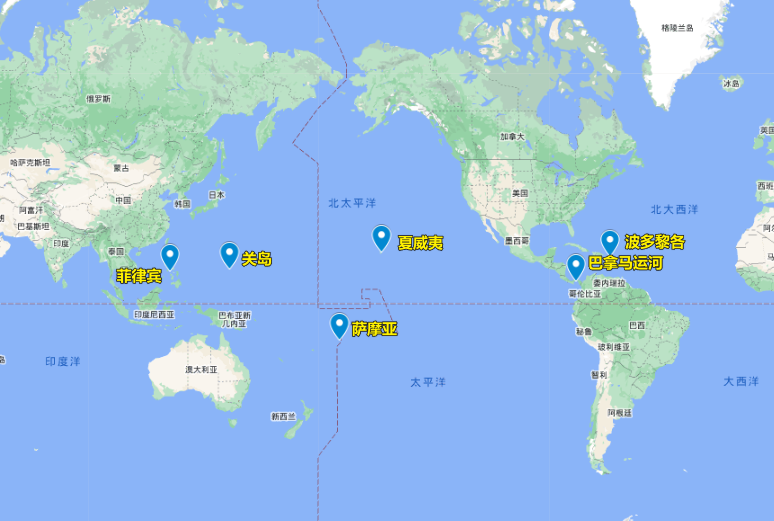 格陵兰岛
冰岛
俄罗斯
英国
加拿大
哈萨克斯坦
蒙古
韩国
日本
美国
西班
中国
阿富汗
巴基斯坦
北太平洋
北大西洋
印度
泰国
墨西哥
夏威夷
波多黎各
关岛
巴拿马运河
菲律宾
委内瑞拉
哥伦比亚
印度尼西亚
巴布亚新
几内亚
萨摩亚
秘鲁
巴西
玻利维亚
印度洋
澳大利亚
智利
太平洋
大西洋
新西兰
阿根廷